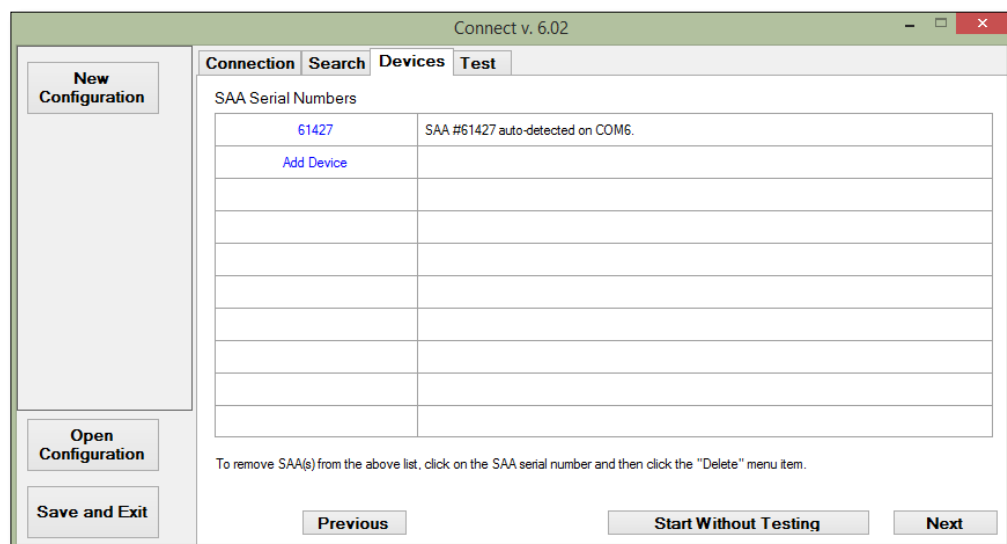 Connect v. 6.02
New
Configuration
Connection Search Devices Test
SAA Serial Numbers
61427 SAA #61427 auto-detected on COM6.
Add Device
Open
Configuration
To remove SAA(s) from the above list, click on the SAA serial number and then click the "Delete" menu item.
Save and Exit
Previous Start Without Testing Next